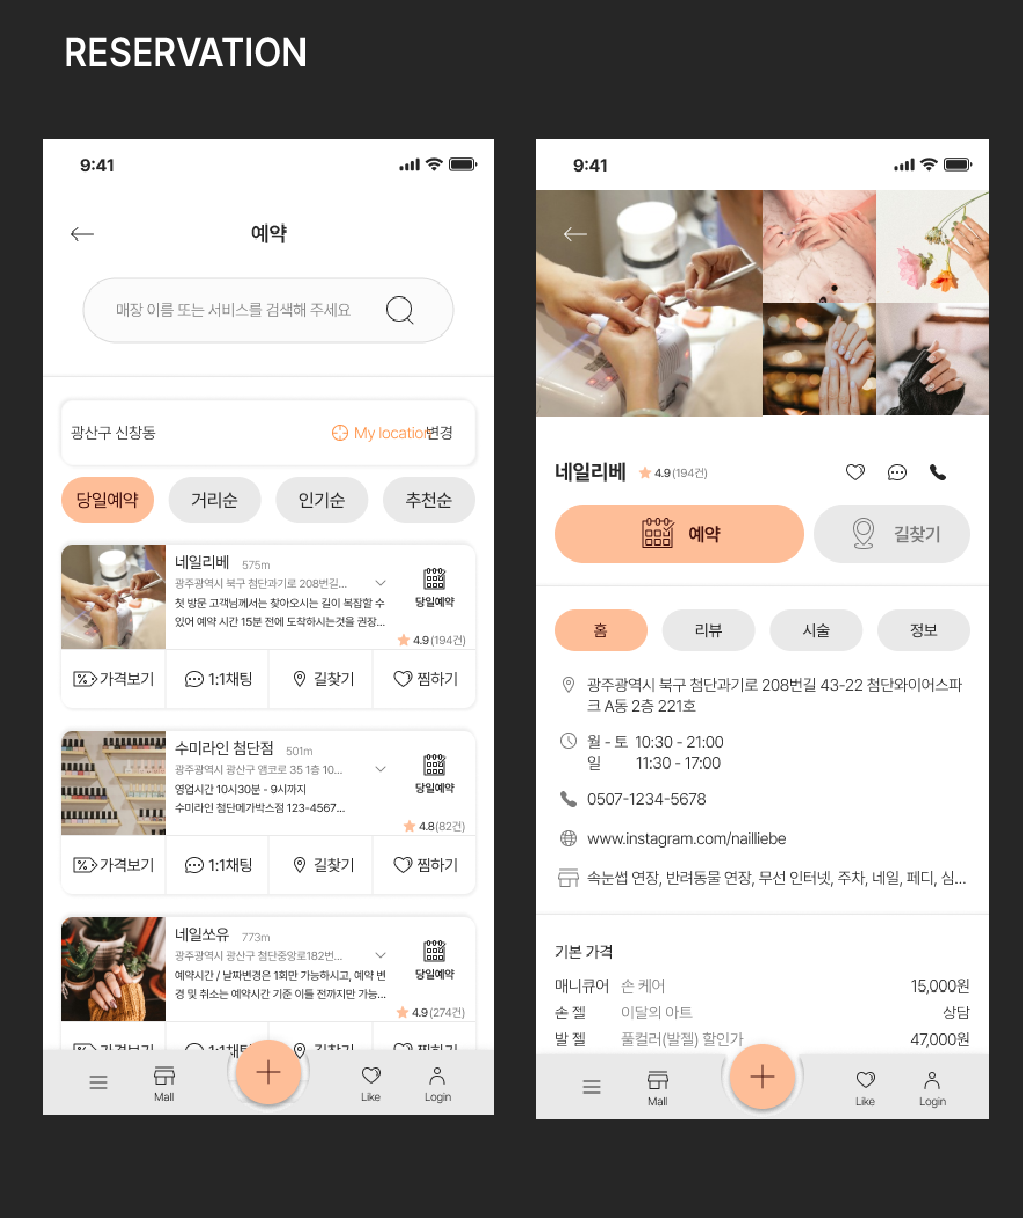 RESERVATION
9:41
예약
매장 이름 또는 서비스를 검색해 주세요
광산구 신창동
My location변경
당일예약
거리순
인기순
추천순
네일리베 575m
광주광역시 북구 첨단과기로 208번길...
첫 방문 고객님께서는 찾아오시는 길이 복잡할 수
있어 예약 시간 15분 전에 도착하시는것을 권장...
당일예약
4.9(194건)
가격보기
1:1채팅
길찾기
찜하기
수미라인 첨단점 501m
광주광역시 광산구 앰코로 35 1층 10...
영업시간 10시30분 - 9시까지
수미라인 첨단메가박스점 123-4567...
당일예약
4.8(82건)
가격보기
1:1채팅
길찾기
찜하기
네일쏘유 773m
광주광역시 광산구 첨단중앙로182번...
예약시간 / 날짜변경은 1회만 가능하시고, 예약 변
경 및 취소는 예약시간 기준 이틀 전까지만 가능...
당일예약
4.9(274건)
가격보기
1:1채팅
길찾기
찜하기
Mall
Like
Login
9:41
네일리베 4.9(194건)
예약
길찾기
홈
리뷰
시술
정보
광주광역시 북구 첨단과기로 208번길 43-22 첨단와이어스파
크 A동 2층 221호
월 - 토 10:30 - 21:00
일 11:30 - 17:00
0507-1234-5678
www.instagram.com/nailliebe
속눈썹 연장, 반려동물 연장, 무선 인터넷, 주차, 네일, 페디, 심...
기본 가격
매니큐어 손 케어 15,000원
손 젤 이달의 아트 상담
발 젤 풀컬러(발젤) 할인가 47,000원
Mall
Like
Login